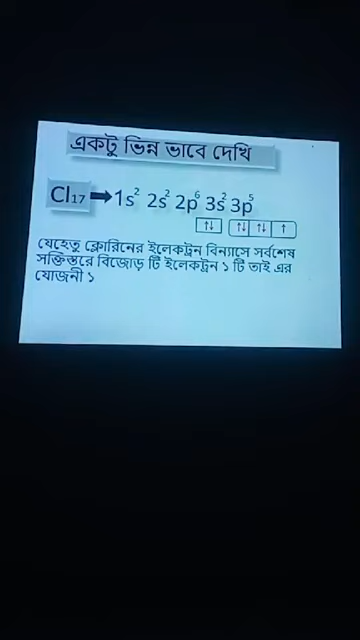 একটু ভিন্ন ভাবে দেখি
Cl₁₇ ➡ 1s² 2s² 2p⁶ 3s² 3p⁵
↑↓ ↑↓ ↑↓ ↑
যেহেতু ক্লোরিনের ইলেকট্রন বিন্যাসে সর্বশেষ
সক্তিস্তরে বিজোড় টি ইলেকট্রন ১ টি তাই এর
যোজনী ১